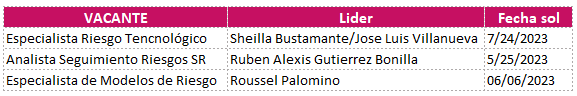 VACANTE Lider Fecha sol
Especialista Riesgo Tencnológico Sheilla Bustamante/Jose Luis Villanueva 7/24/2023
Analista Seguimiento Riesgos SR Ruben Alexis Gutierrez Bonilla 5/25/2023
Especialista de Modelos de Riesgo Roussel Palomino 06/06/2023